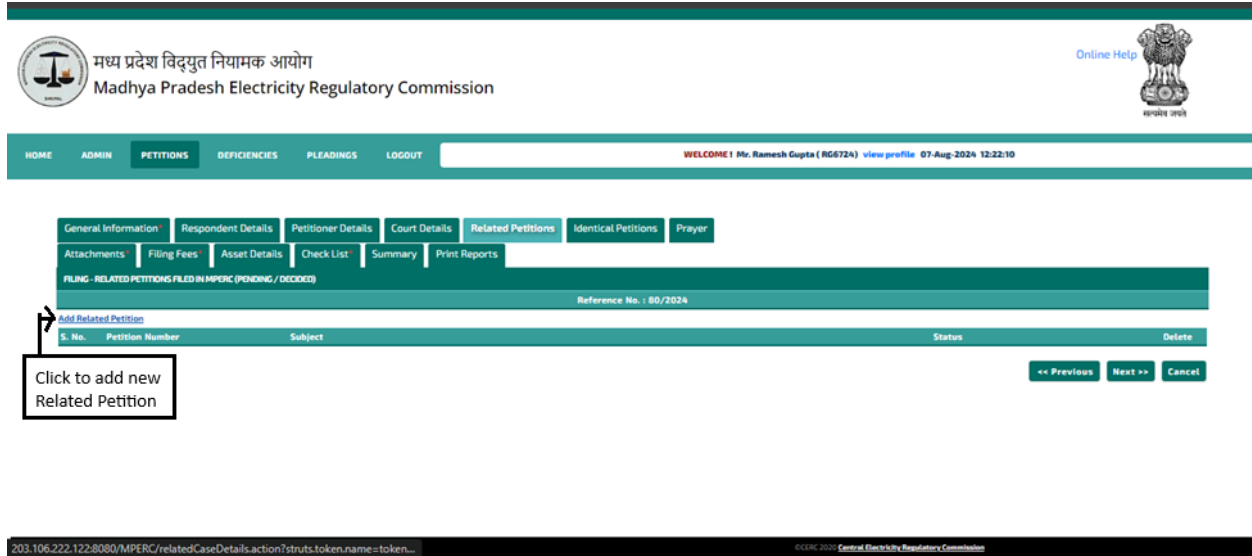 मध्य प्रदेश विद्युत नियामक आयोग
Madhya Pradesh Electricity Regulatory Commission
Online Help
सत्यमेव जयते
HOME ADMIN PETITIONS DEFICIENCIES PLEADINGS LOGOUT WELCOME ! Mr. Ramesh Gupta ( RG6724) view profile 07-Aug-2024 12:22:10
General Information* Respondent Details Petitioner Details Court Details Related Petitions Identical Petitions Prayer
Attachments* Filing Fees* Asset Details Check List* Summary Print Reports
FILING - RELATED PETITIONS FILED IN MPERC (PENDING / DECIDED)
Reference No. : 80/2024
Add Related Petition
S. No. Petition Number Subject Status Delete
<< Previous Next >> Cancel
Click to add new
Related Petition
203.106.222.122:8080/MPERC/relatedCaseDetails.action?struts.token.name=token...
©CERC 2020 Central Electricity Regulatory Commission